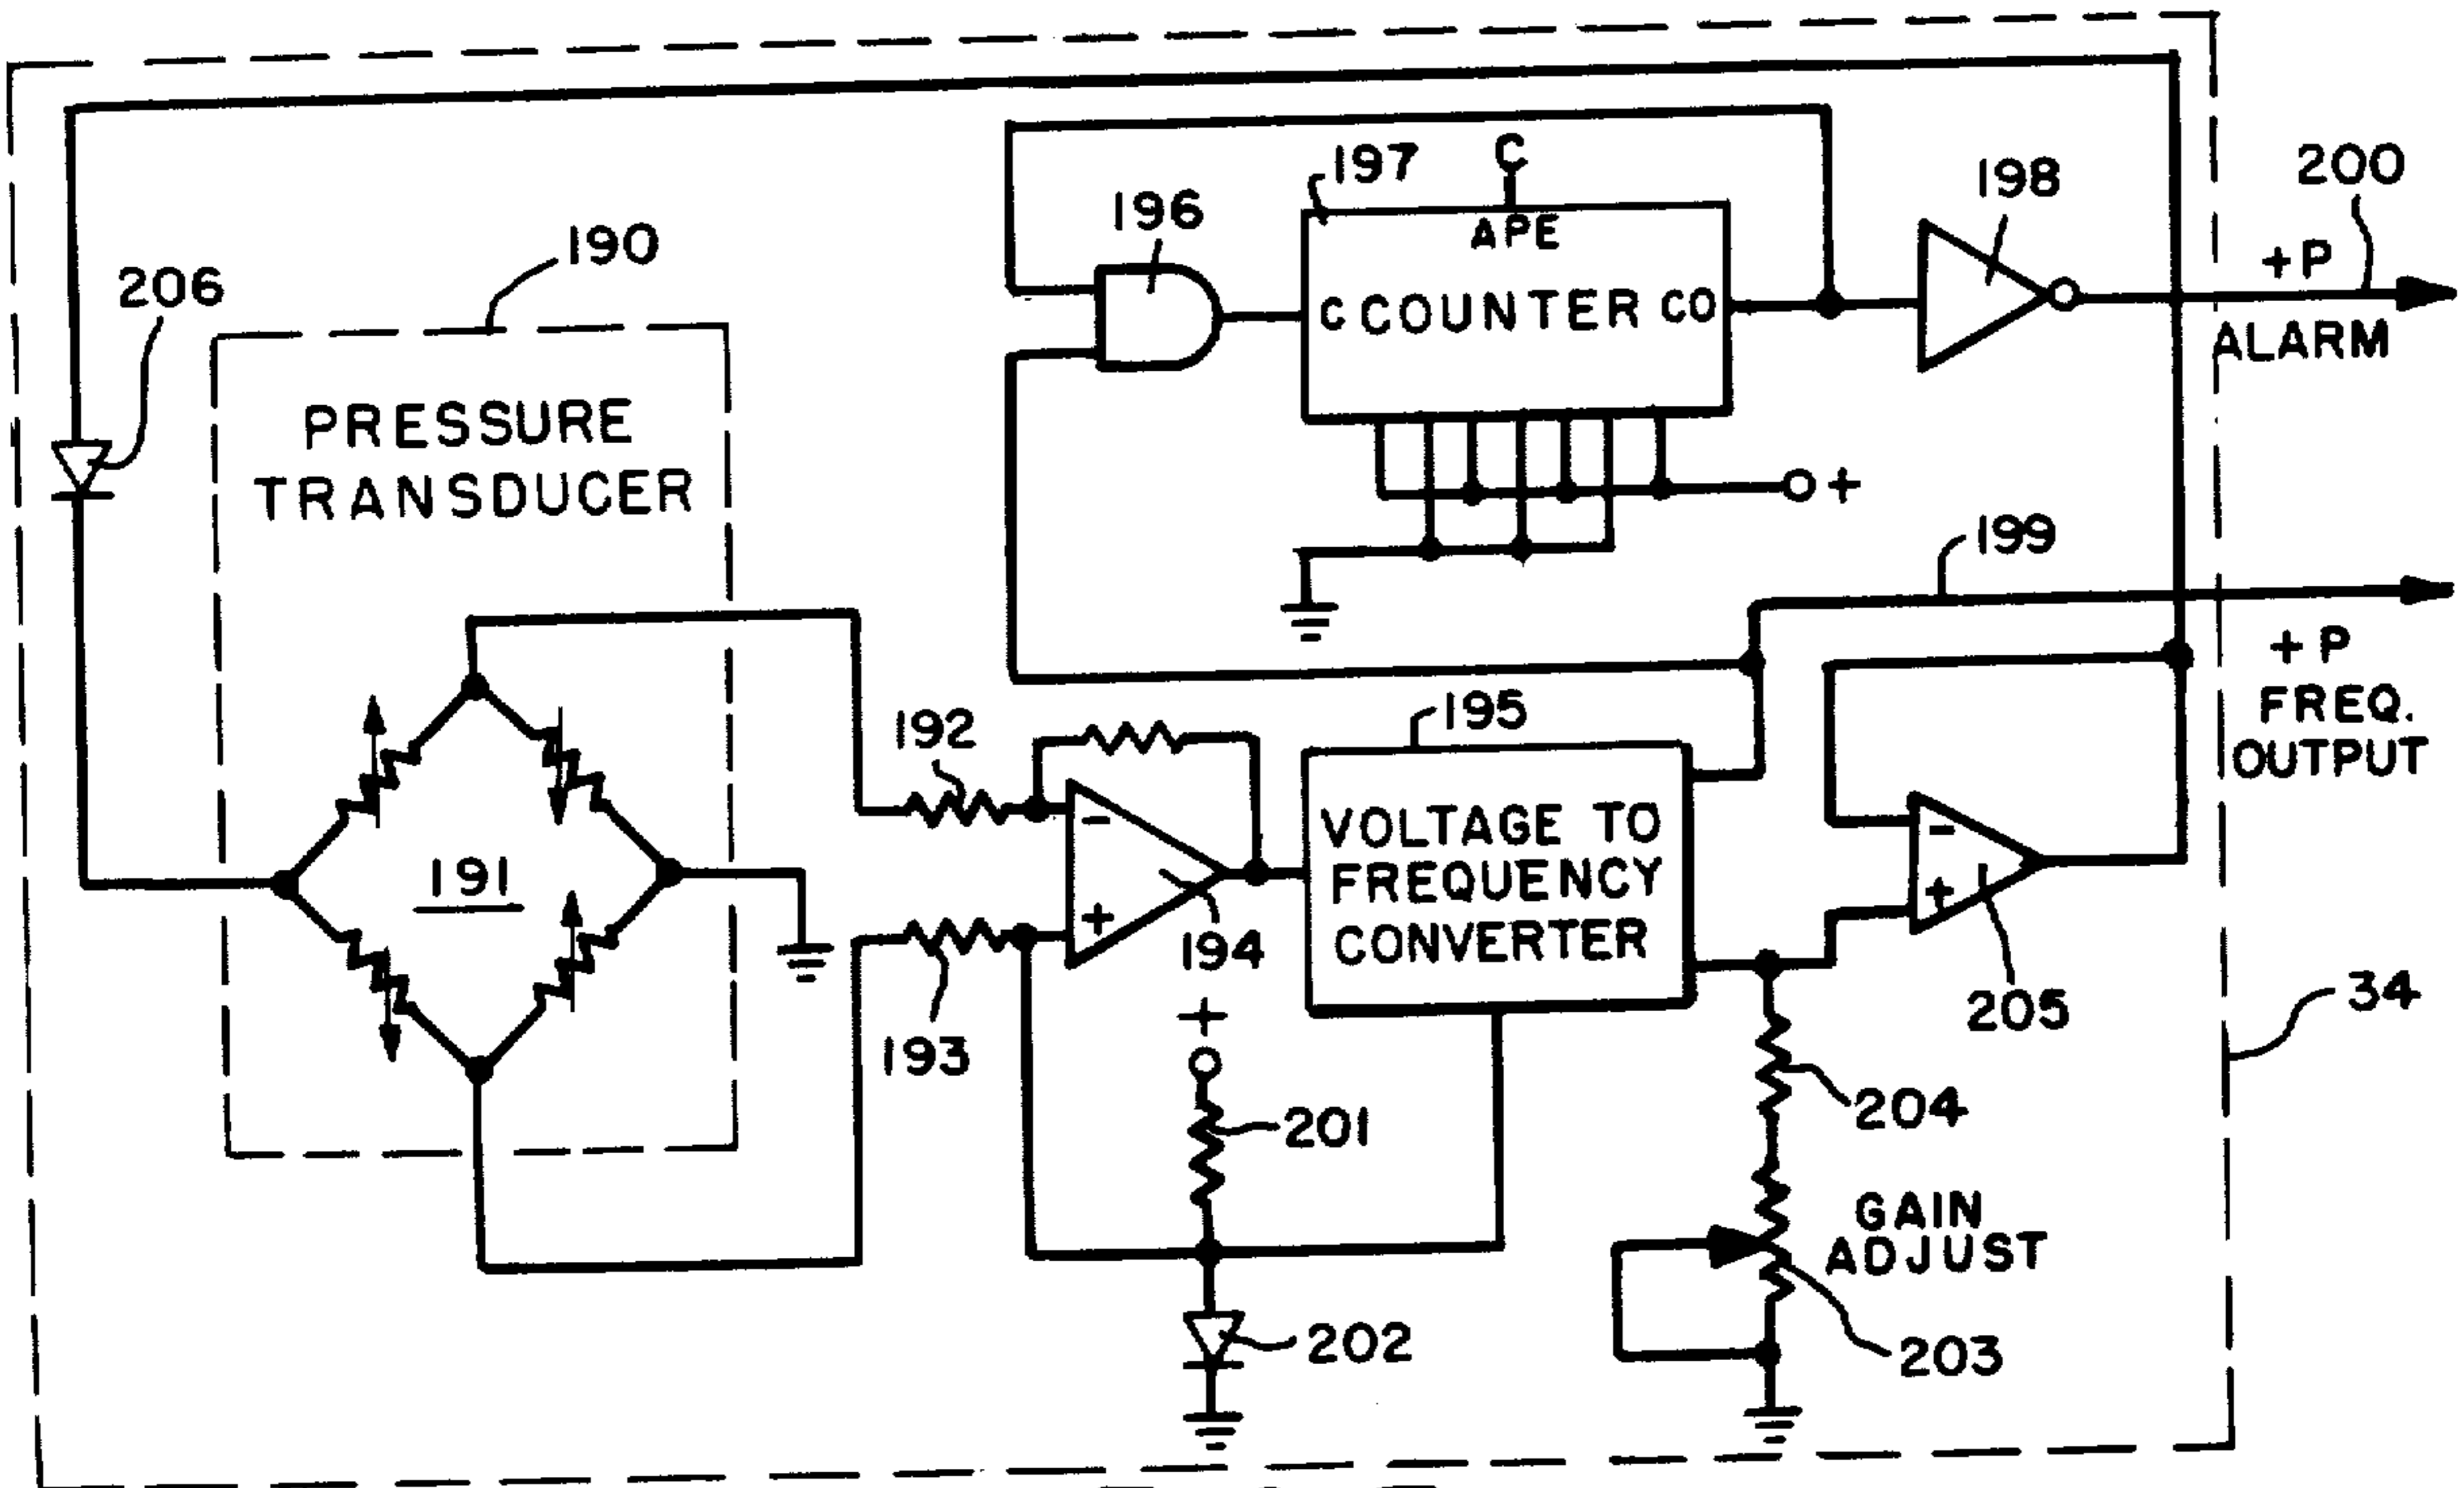 200
197
C
198
196
+P
190
APE
206
C COUNTER CO
ALARM
PRESSURE
TRANSDUCER
+
199
+ P
FREQ.
OUTPUT
195
192
-
VOLTAGE TO
FREQUENCY
CONVERTER
-
191
+
+
194
34
205
193
+
201
204
GAIN
ADJUST
202
203